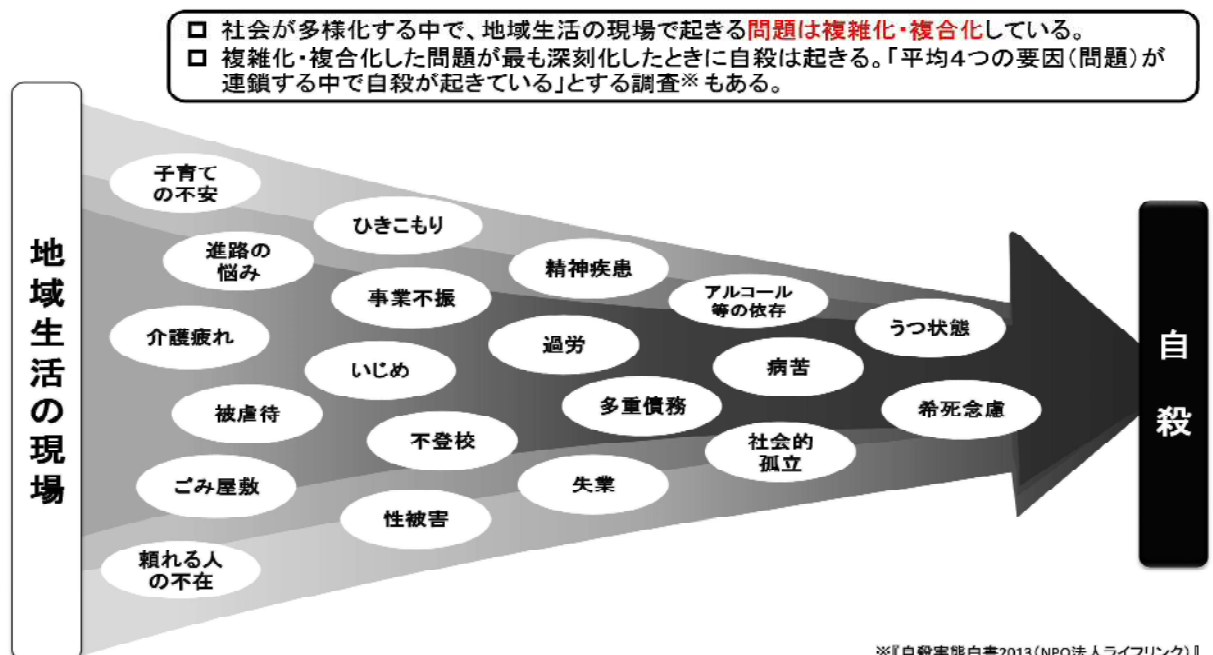 □ 社会が多様化する中で、地域生活の現場で起きる問題は複雑化・複合化している。
□ 複雑化・複合化した問題が最も深刻化したときに自殺は起きる。「平均4つの要因(問題)が
連鎖する中で自殺が起きている」とする調査※もある。
地域生活の現場
子育て
の不安
進路の
悩み
介護疲れ
被虐待
ごみ屋敷
頼れる人
の不在
ひきこもり
事業不振
いじめ
不登校
性被害
精神疾患
過労
多重債務
失業
アルコール
等の依存
病苦
社会的
孤立
うつ状態
希死念慮
自殺
※『自殺実態白書2013(NPO法人ライフリンク)』